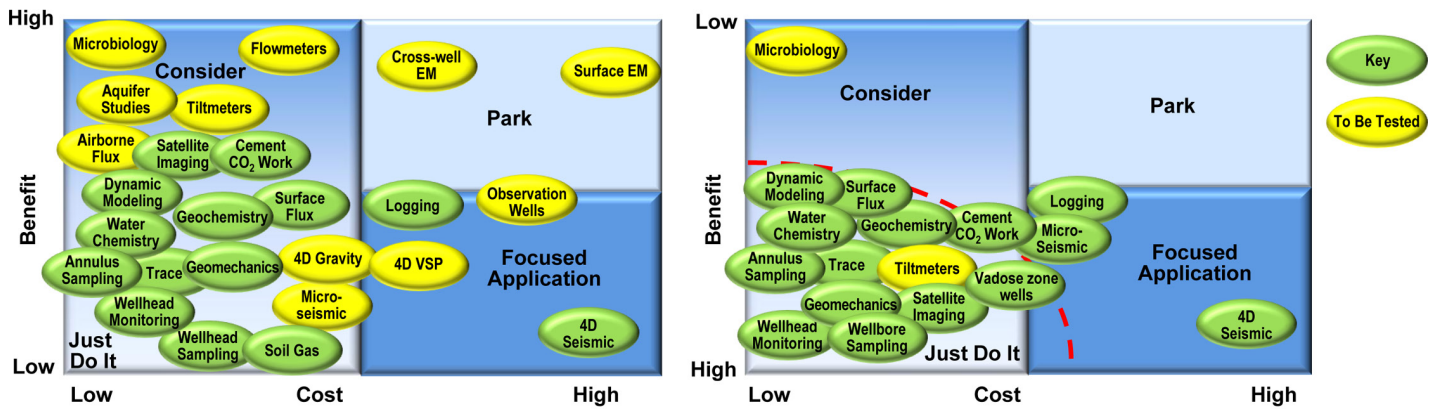 High
Microbiology
Flowmeters
Consider
Cross-well
EM
Surface EM
Aquifer
Studies
Tiltmeters
Park
Airborne
Flux
Satellite
Imaging
Cement
CO2 Work
Benefit
Dynamic
Modeling
Geochemistry
Surface
Flux
Logging
Observation
Wells
Water
Chemistry
Annulus
Sampling
Trace
Geomechanics
4D Gravity
4D VSP
Focused
Application
Wellhead
Monitoring
Micro-
seismic
Wellhead
Sampling
Soil Gas
4D
Seismic
Just
Do It
Low
Low
Cost
High
Low
Microbiology
Consider
Park
Benefit
Dynamic
Modeling
Surface
Flux
Logging
Water
Chemistry
Geochemistry
Cement
CO2 Work
Micro-
Seismic
Annulus
Sampling
Trace
Tiltmeters
Vadose zone
wells
Focused
Application
Geomechanics
Satellite
Imaging
Wellhead
Monitoring
Wellbore
Sampling
4D
Seismic
Just Do It
High
Low
Cost
High
Key
To Be Tested